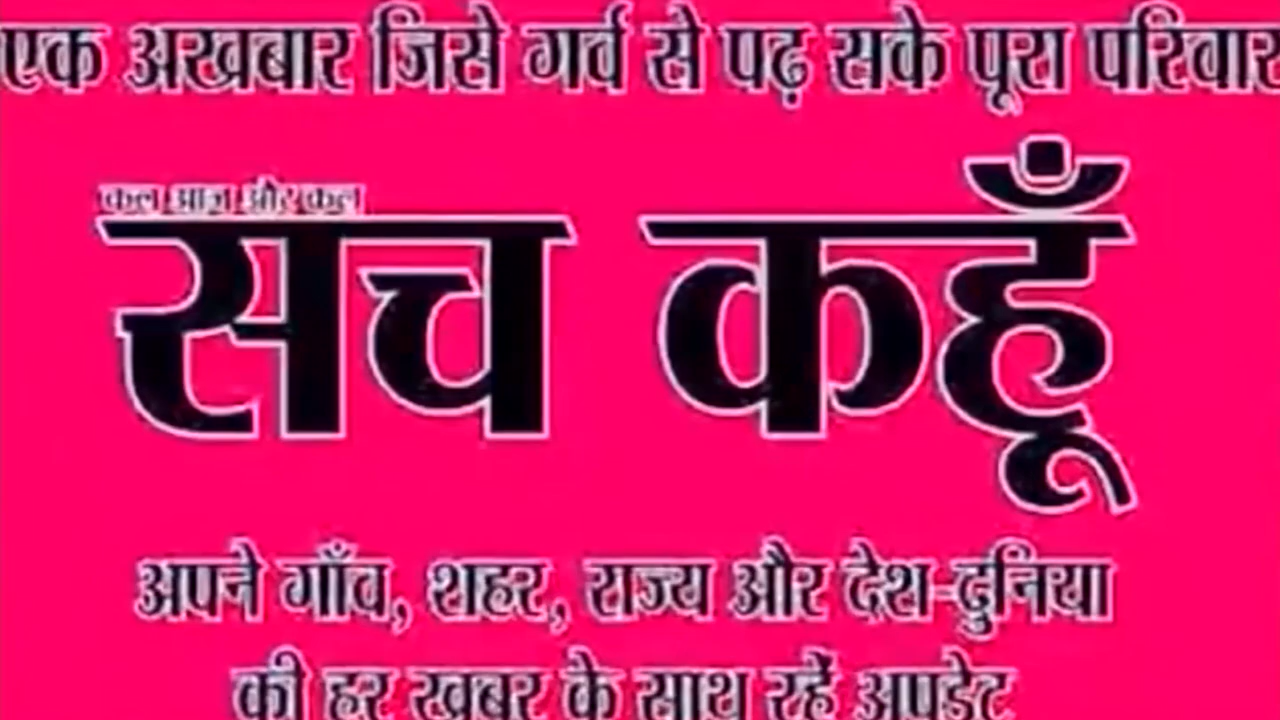 एक अखबार जिसे गर्व से पढ़ सके पूरा परिवार
कल आज और कल
सच कहूँ
अपने गाँव, शहर, राज्य और देश-दुनिया
की हर खबर के साथ रहें अपडेट